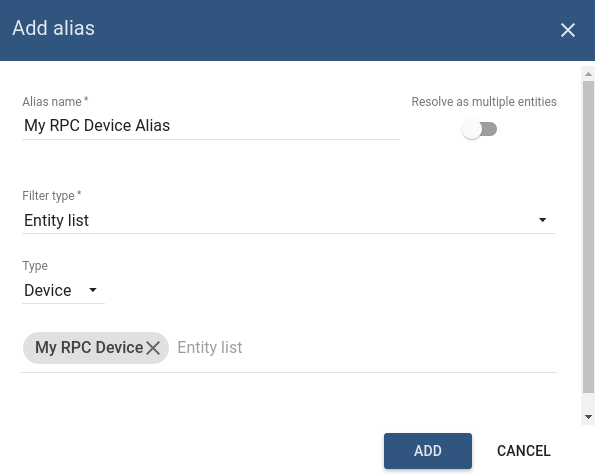 Add alias
Alias name *
Resolve as multiple entities
My RPC Device Alias
Filter type *
Entity list
Type
Device
My RPC Device Entity list
ADD CANCEL